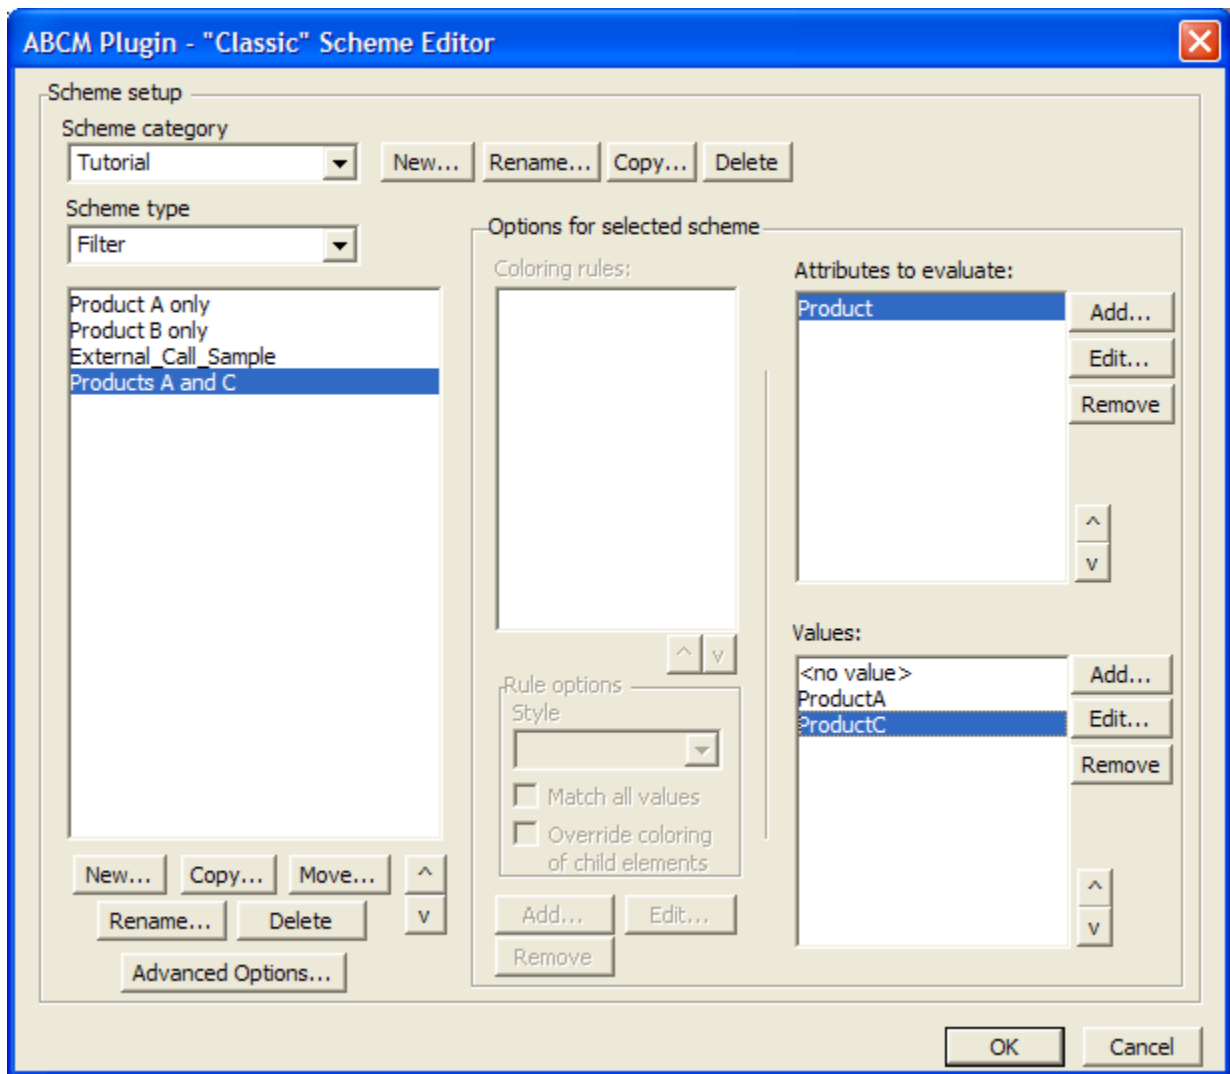 ABCM Plugin - "Classic" Scheme Editor
Scheme setup
Scheme category
Tutorial
New...
Rename...
Copy...
Delete
Scheme type
Filter
Product A only
Product B only
External_Call_Sample
Products A and C
New...
Copy...
Move...
^
Rename...
Delete
v
Advanced Options...
Options for selected scheme
Coloring rules:
^
v
Rule options
Style
Match all values
Override coloring
of child elements
Add...
Edit...
Remove
Attributes to evaluate:
Product
Add...
Edit...
Remove
^
v
Values:
<no value>
ProductA
ProductC
Add...
Edit...
Remove
^
v
OK
Cancel